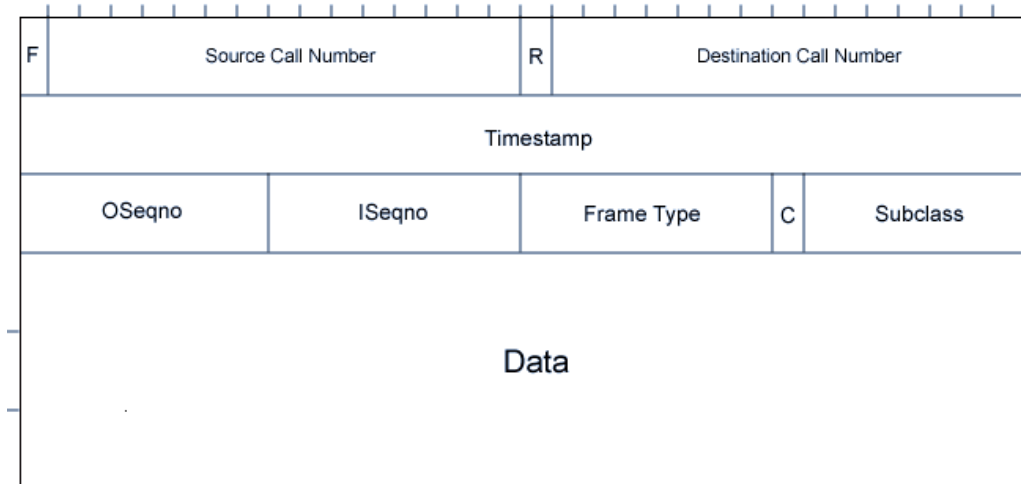 F Source Call Number R Destination Call Number
Timestamp
OSeqno ISeqno Frame Type C Subclass
Data